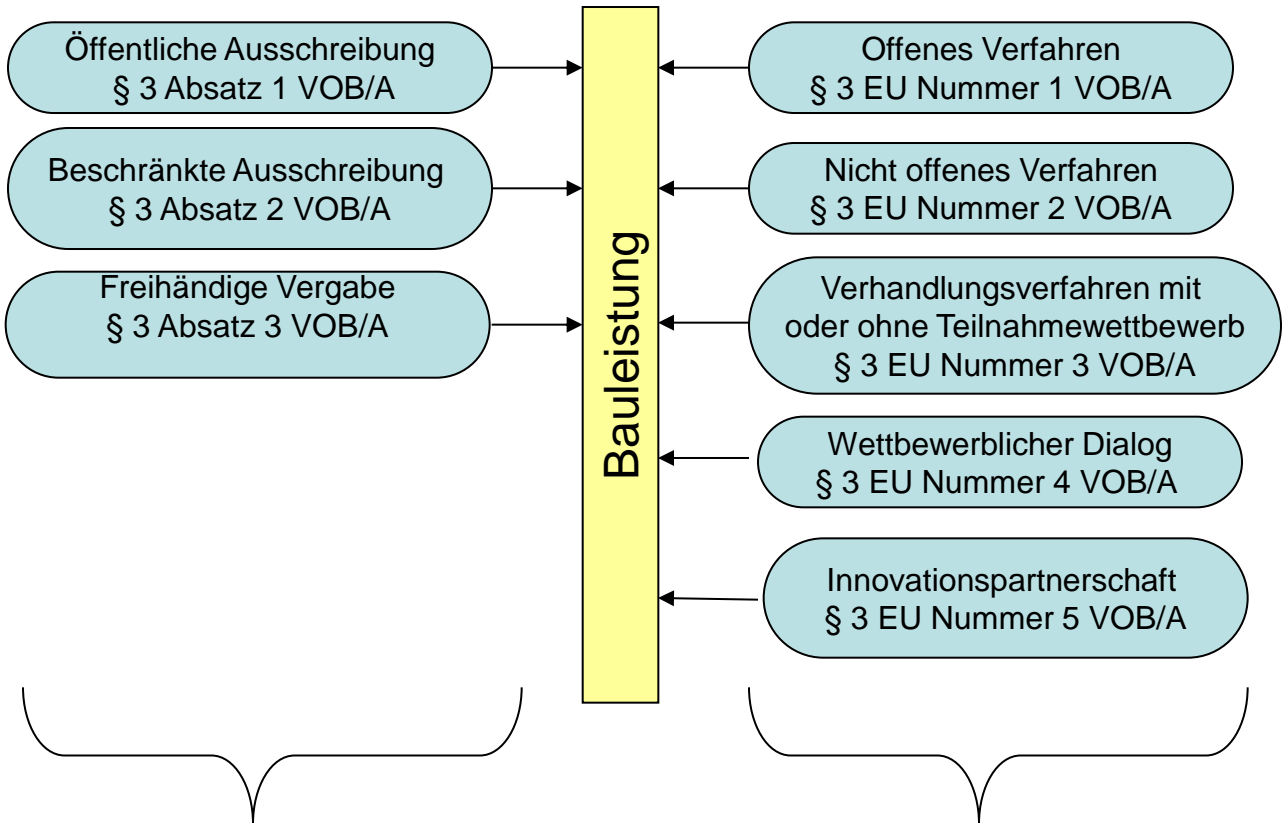 Öffentliche Ausschreibung
§ 3 Absatz 1 VOB/A
Beschränkte Ausschreibung
§ 3 Absatz 2 VOB/A
Freihändige Vergabe
§ 3 Absatz 3 VOB/A
Bauleistung
Offenes Verfahren
§ 3 EU Nummer 1 VOB/A
Nicht offenes Verfahren
§ 3 EU Nummer 2 VOB/A
Verhandlungsverfahren mit
oder ohne Teilnahmewettbewerb
§ 3 EU Nummer 3 VOB/A
Wettbewerblicher Dialog
§ 3 EU Nummer 4 VOB/A
Innovationspartnerschaft
§ 3 EU Nummer 5 VOB/A